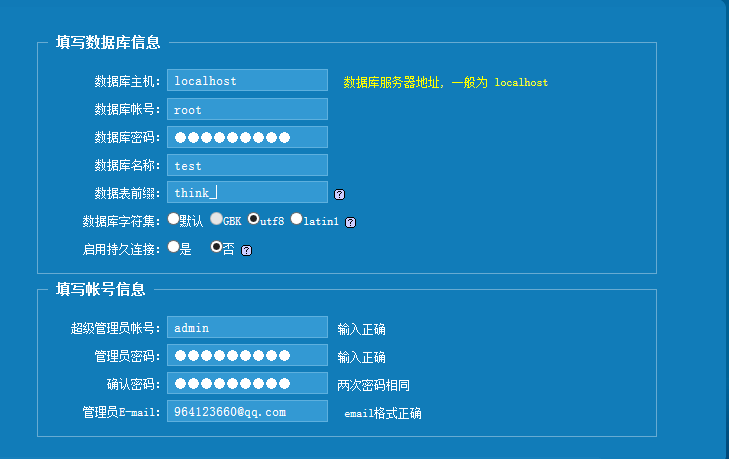 填写数据库信息
数据库主机: localhost 数据库服务器地址, 一般为 localhost
数据库帐号: root
数据库密码: ●●●●●●●●●
数据库名称: test
数据表前缀: think_ ?
数据库字符集: 默认 GBK utf8 latin1 ?
启用持久连接: 是 否 ?
填写帐号信息
超级管理员帐号: admin 输入正确
管理员密码: ●●●●●●●●● 输入正确
确认密码: ●●●●●●●●● 两次密码相同
管理员E-mail: 964123660@qq.com email格式正确